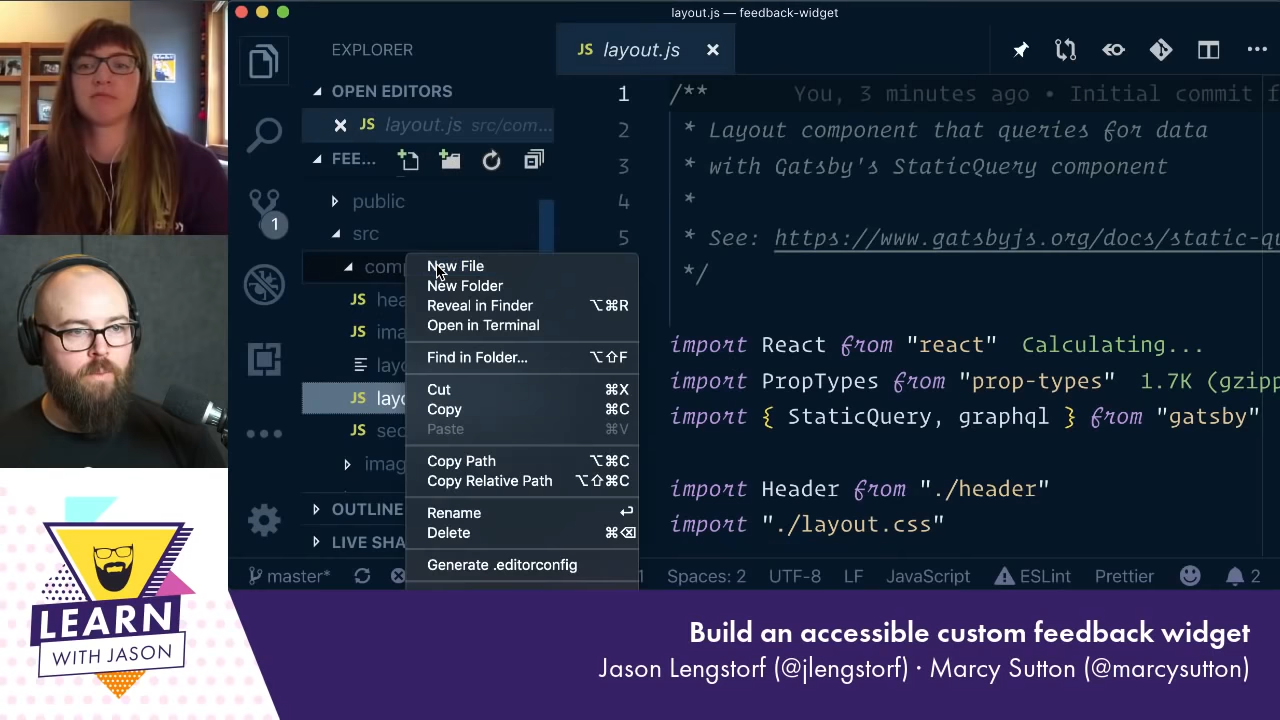 layout.js — feedback-widget
EXPLORER
JS layout.js
OPEN EDITORS
JS layout.js src/com...
FEE...
public
src
comp
JS hea
JS ima
layo
JS layo
JS sec
imag
OUTLINE
LIVE SHA
New File
New Folder
Reveal in Finder ⌥⌘R
Open in Terminal
Find in Folder... ⌥⇧F
Cut ⌘X
Copy ⌘C
Paste ⌘V
Copy Path ⌥⌘C
Copy Relative Path ⌥⇧⌘C
Rename ↵
Delete ⌘⌫
Generate .editorconfig
1 /** You, 3 minutes ago • Initial commit f
2 * Layout component that queries for data
3 * with Gatsby's StaticQuery component
4 *
5 * See: https://www.gatsbyjs.org/docs/static-qu
*/
import React from "react" Calculating...
import PropTypes from "prop-types" 1.7K (gzipp
import { StaticQuery, graphql } from "gatsby"
import Header from "./header"
import "./layout.css"
1
master* Spaces: 2 UTF-8 LF JavaScript ESLint Prettier 2
LEARN
WITH JASON
Build an accessible custom feedback widget
Jason Lengstorf (@jlengstorf) · Marcy Sutton (@marcysutton)